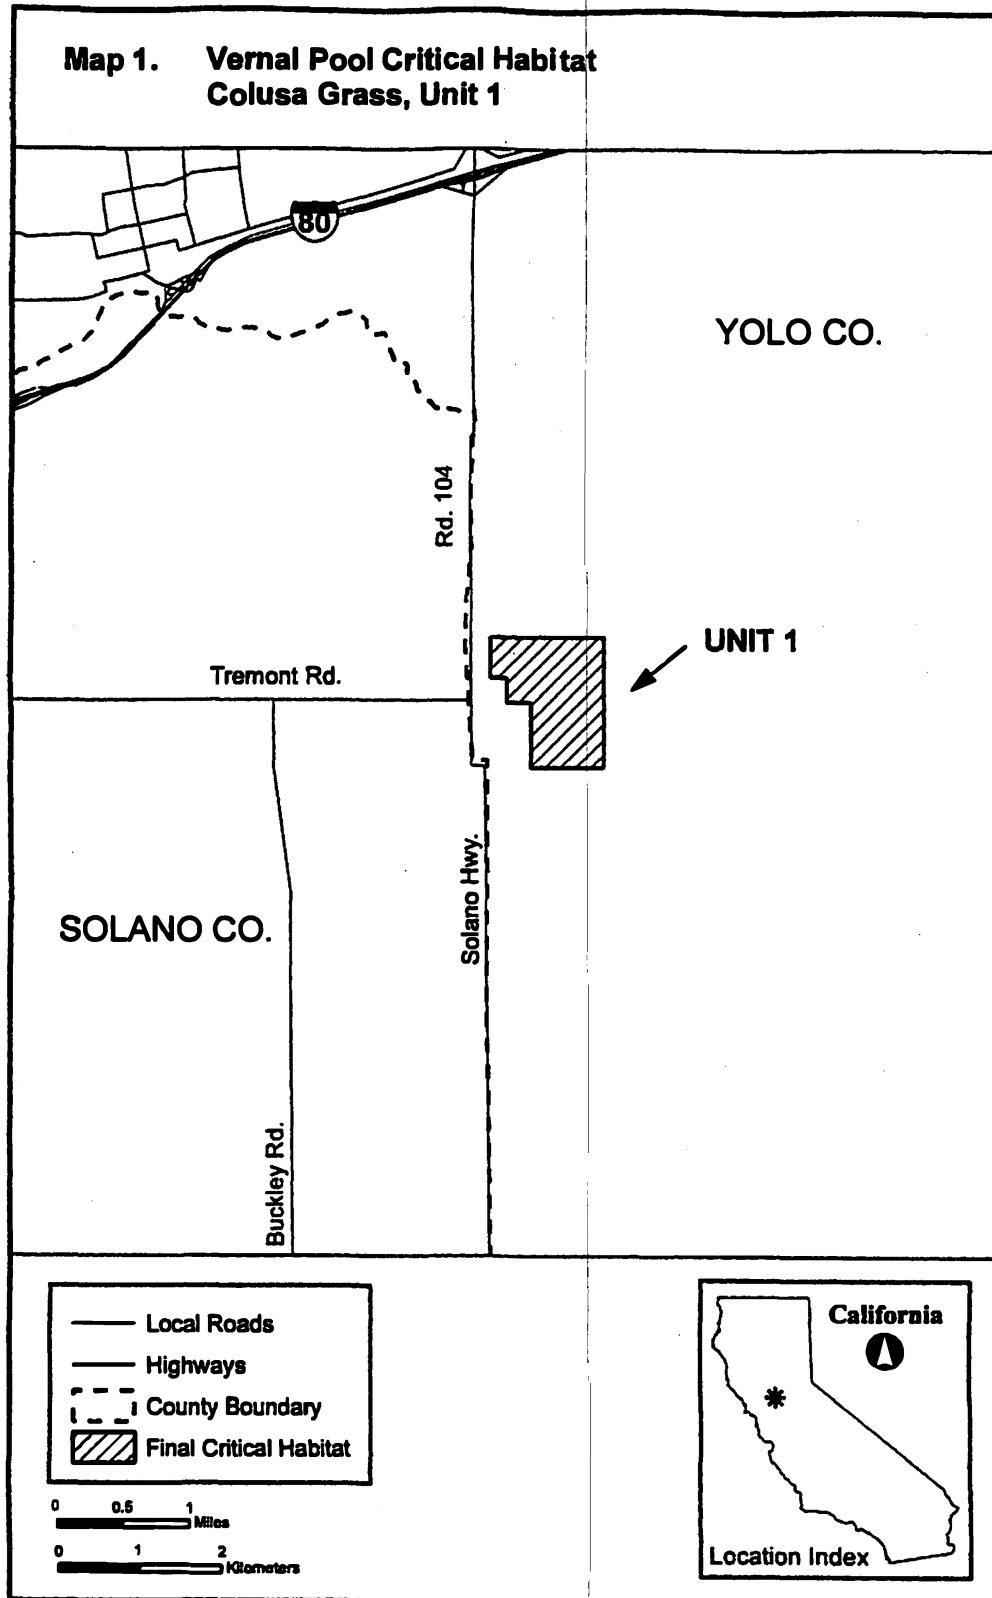 Map 1. Vernal Pool Critical Habitat
Colusa Grass, Unit 1
80
YOLO CO.
Rd. 104
UNIT 1
Tremont Rd.
Solano Hwy.
SOLANO CO.
Buckley Rd.
Local Roads
Highways
County Boundary
Final Critical Habitat
0 0.5 1
Miles
0 1 2
Kilometers
California
Location Index